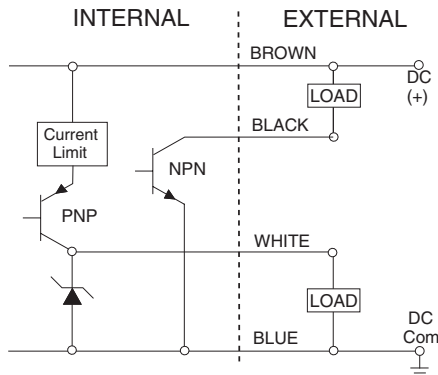 INTERNAL
EXTERNAL
BROWN
DC
(+)
LOAD
BLACK
Current
Limit
NPN
PNP
WHITE
LOAD
DC
Com
BLUE